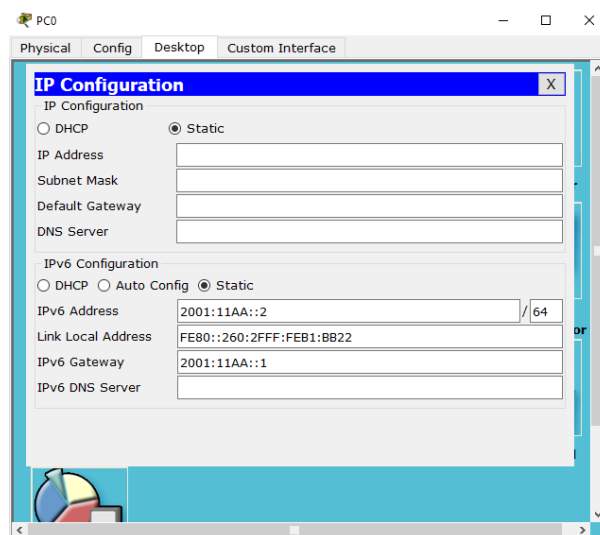 PC0
Physical Config Desktop Custom Interface
IP Configuration X
IP Configuration
DHCP Static
IP Address
Subnet Mask
Default Gateway
DNS Server
IPv6 Configuration
DHCP Auto Config Static
IPv6 Address 2001:11AA::2 / 64
Link Local Address FE80::260:2FFF:FEB1:BB22
IPv6 Gateway 2001:11AA::1
IPv6 DNS Server
or